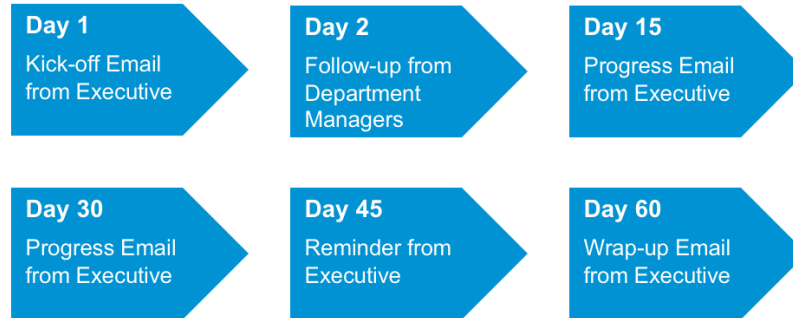 Day 1
Kick-off Email
from Executive
Day 2
Follow-up from
Department
Managers
Day 15
Progress Email
from Executive
Day 30
Progress Email
from Executive
Day 45
Reminder from
Executive
Day 60
Wrap-up Email
from Executive